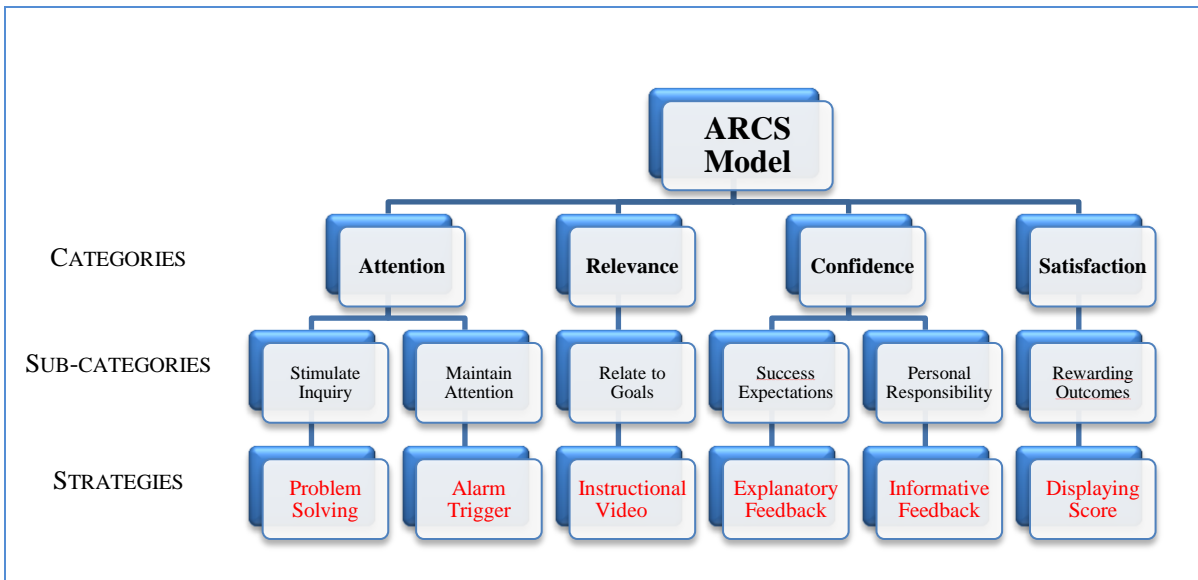 ARCS
Model
CATEGORIES
Attention
Relevance
Confidence
Satisfaction
SUB-CATEGORIES
Stimulate
Inquiry
Maintain
Attention
Relate to
Goals
Success
Expectations
Personal
Responsibility
Rewarding
Outcomes
STRATEGIES
Problem
Solving
Alarm
Trigger
Instructional
Video
Explanatory
Feedback
Informative
Feedback
Displaying
Score